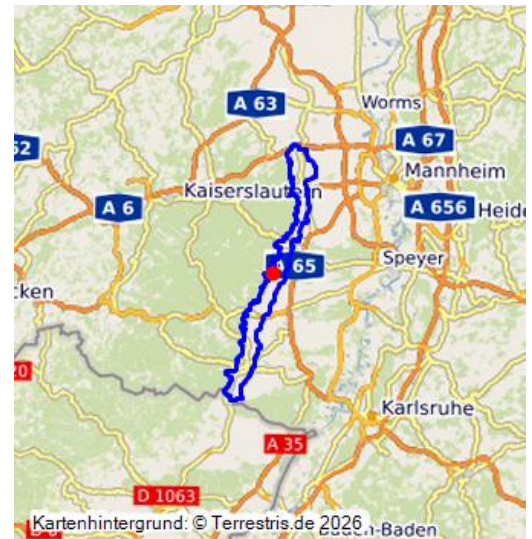 A 63
Worms
A 67
62
Mannheim
Kaiserslautern
A 6
A 656
Heide
A 65
Speyer
cken
20
Karlsruhe
A 35
D 1063
Baden-Baden
Kartenhintergrund: © Terrestris.de 2026